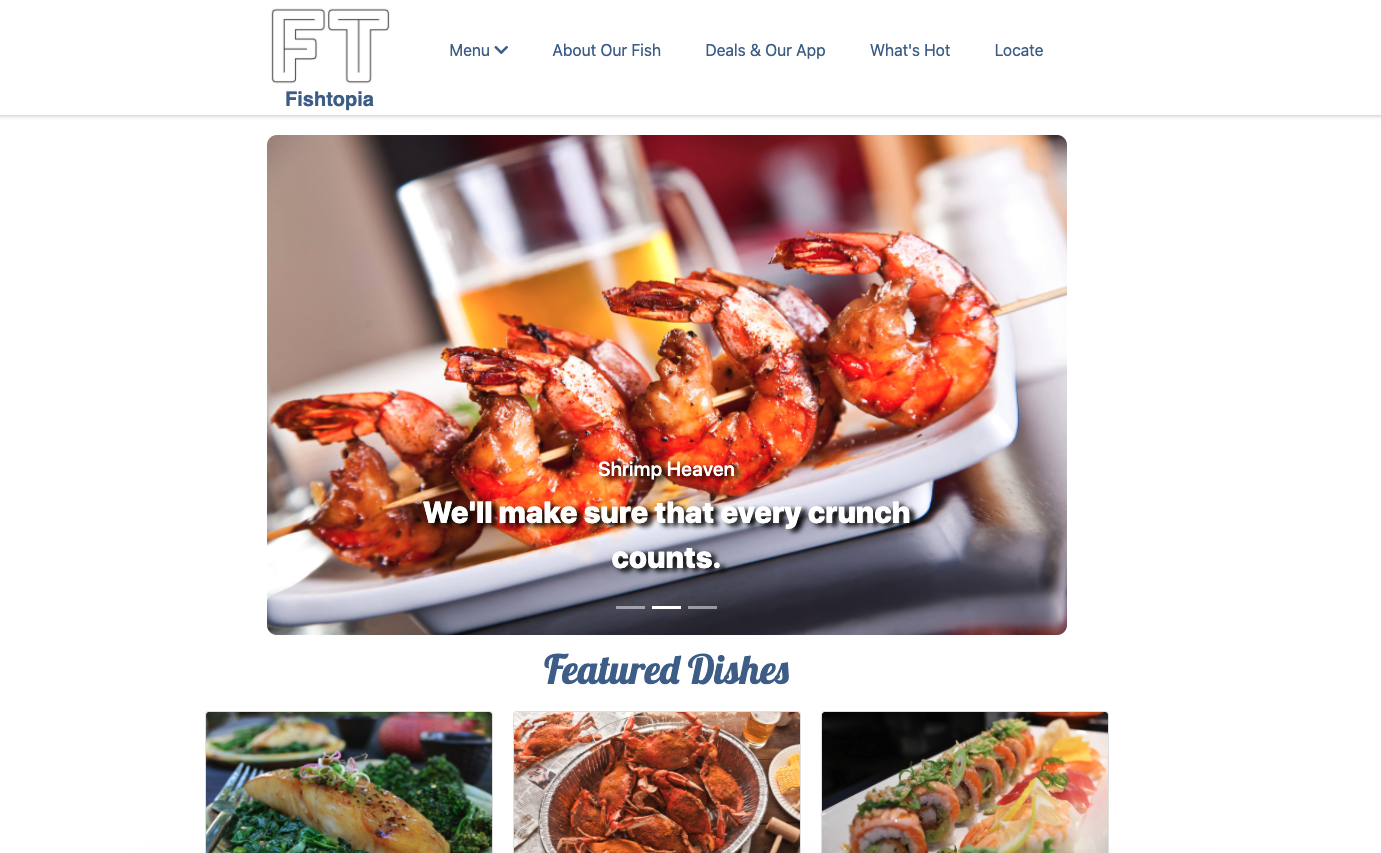 FT
Fishtopia
Menu
About Our Fish
Deals & Our App
What's Hot
Locate
Shrimp Heaven
We'll make sure that every crunch
counts.
Featured Dishes